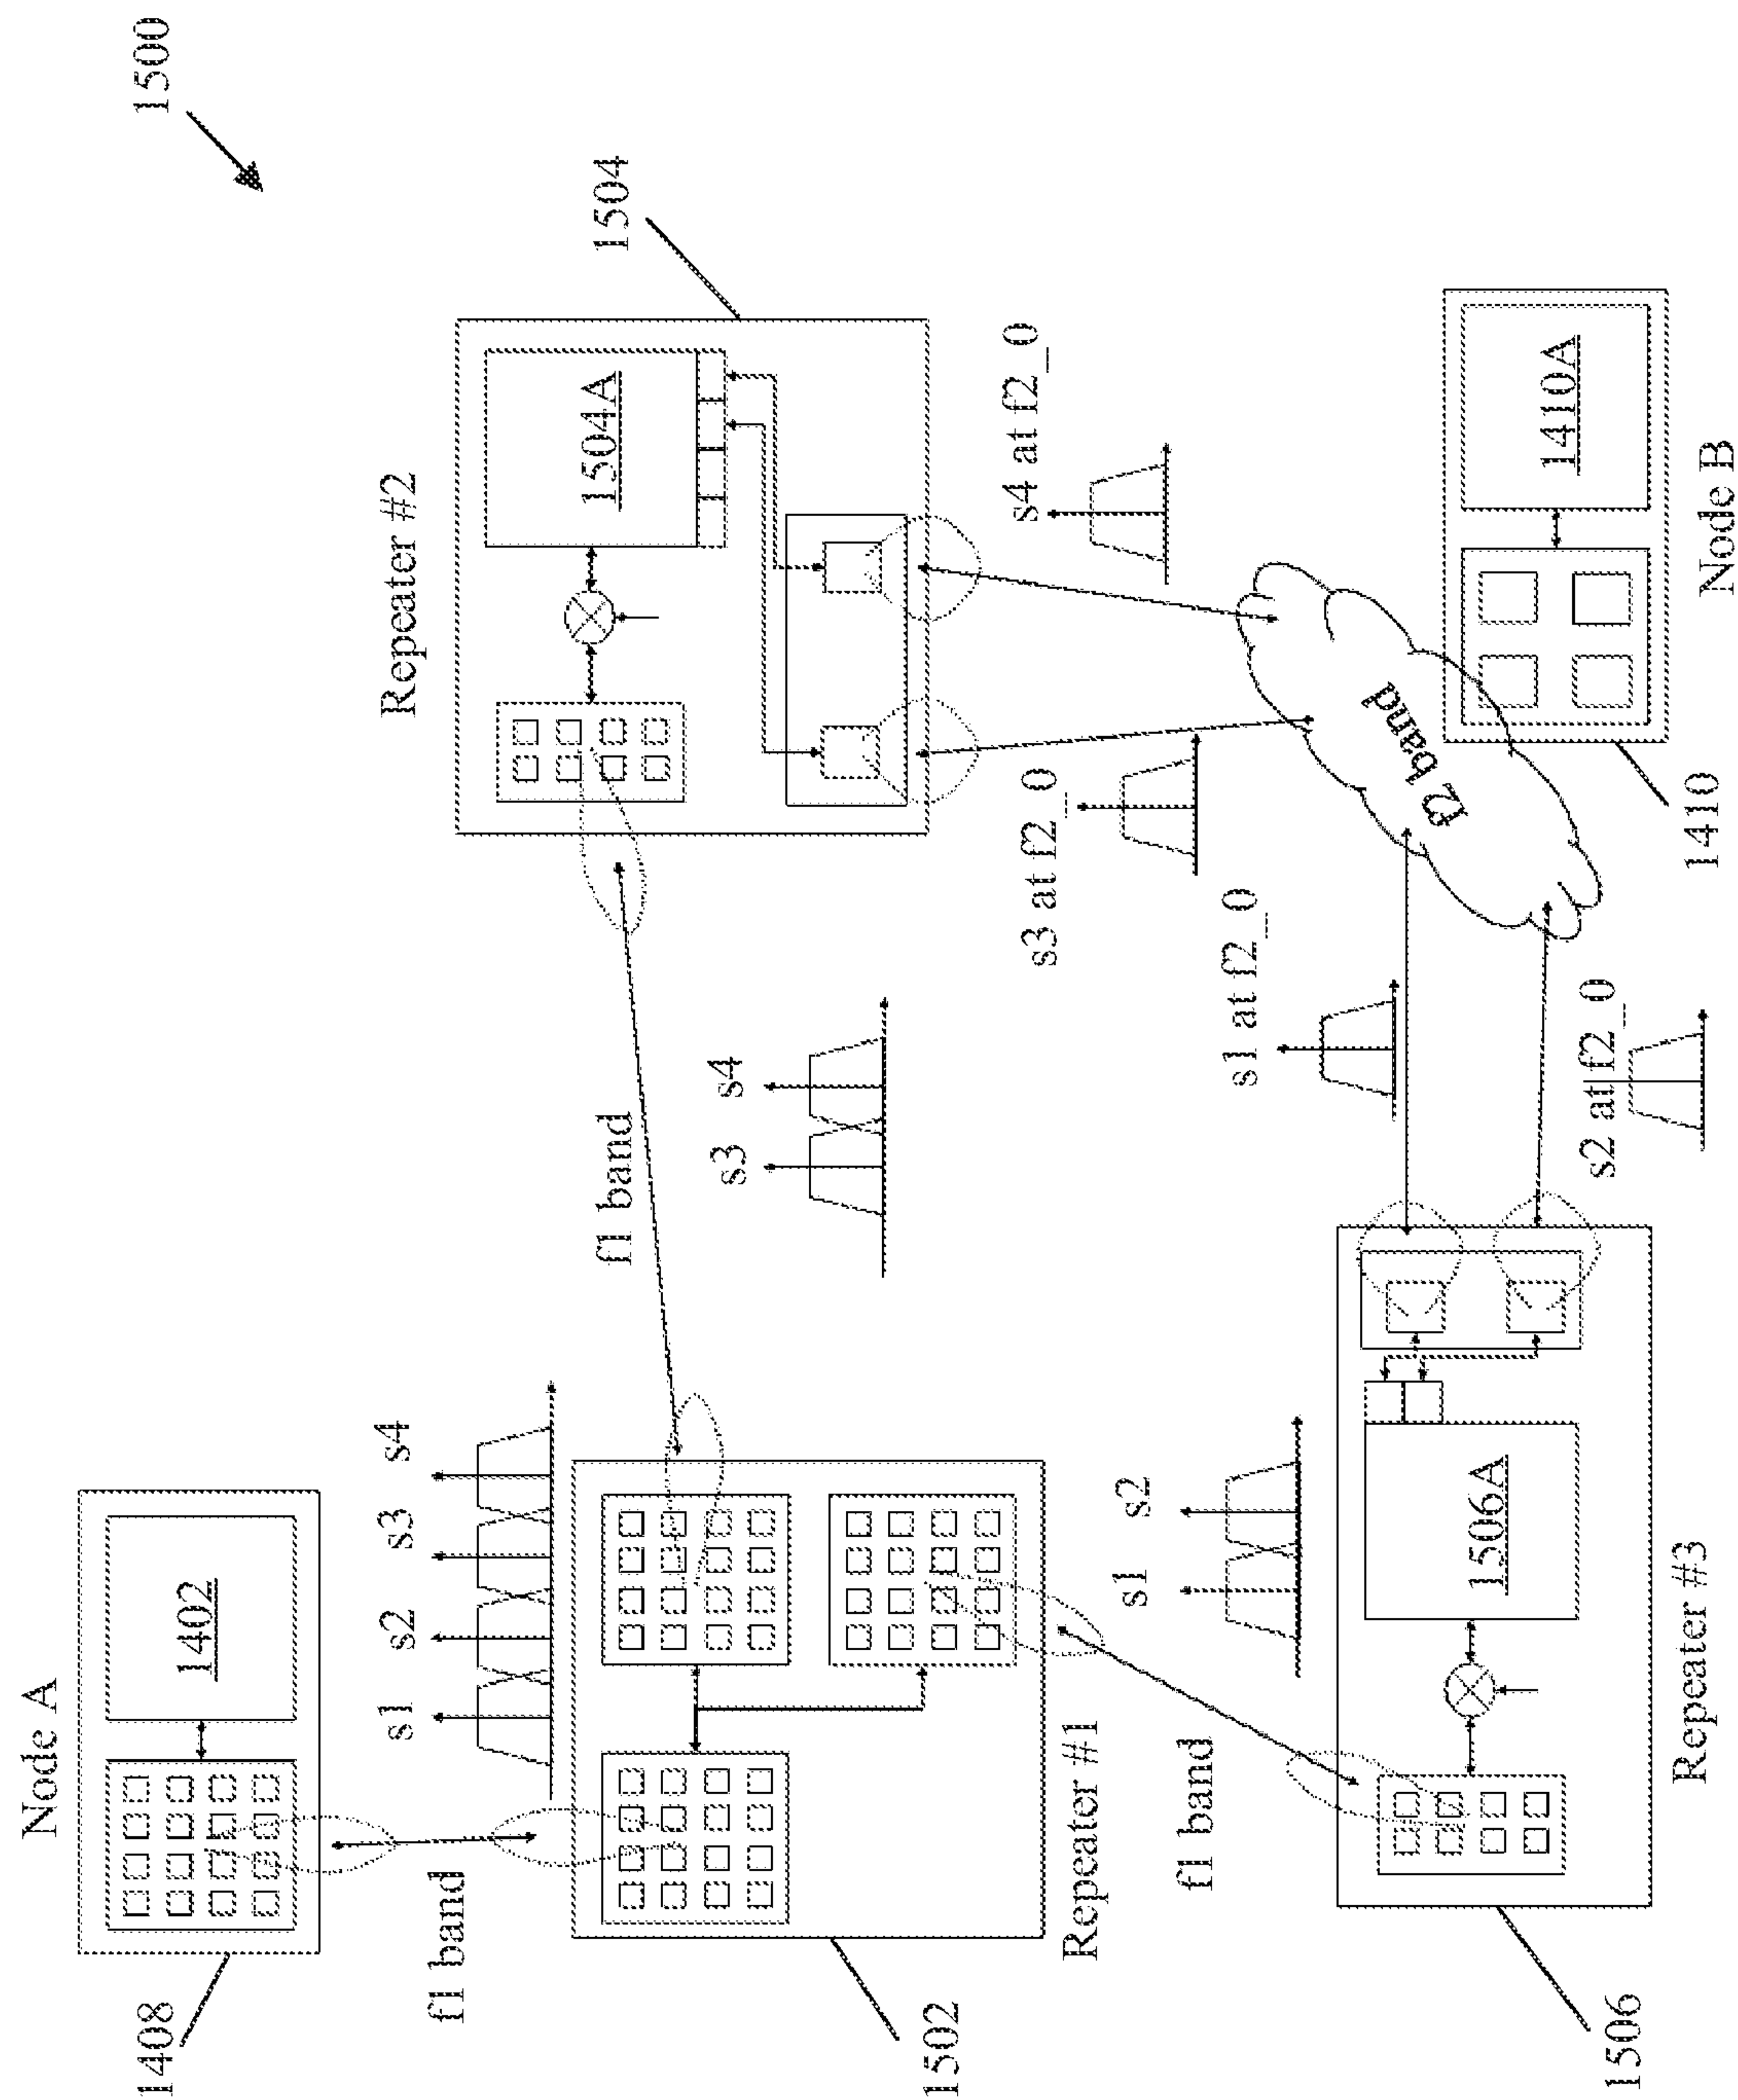 1500
Node A
1402
1408
f1 band
s1
s2
s3
s4
Repeater #1
1502
f1 band
s3
s4
Repeater #2
1504A
1504
s3 at f2_0
s4 at f2_0
f1 band
s1
s2
Repeater #3
1506A
1506
s1 at f2_0
s2 at f2_0
f2 band
1410A
Node B
1410